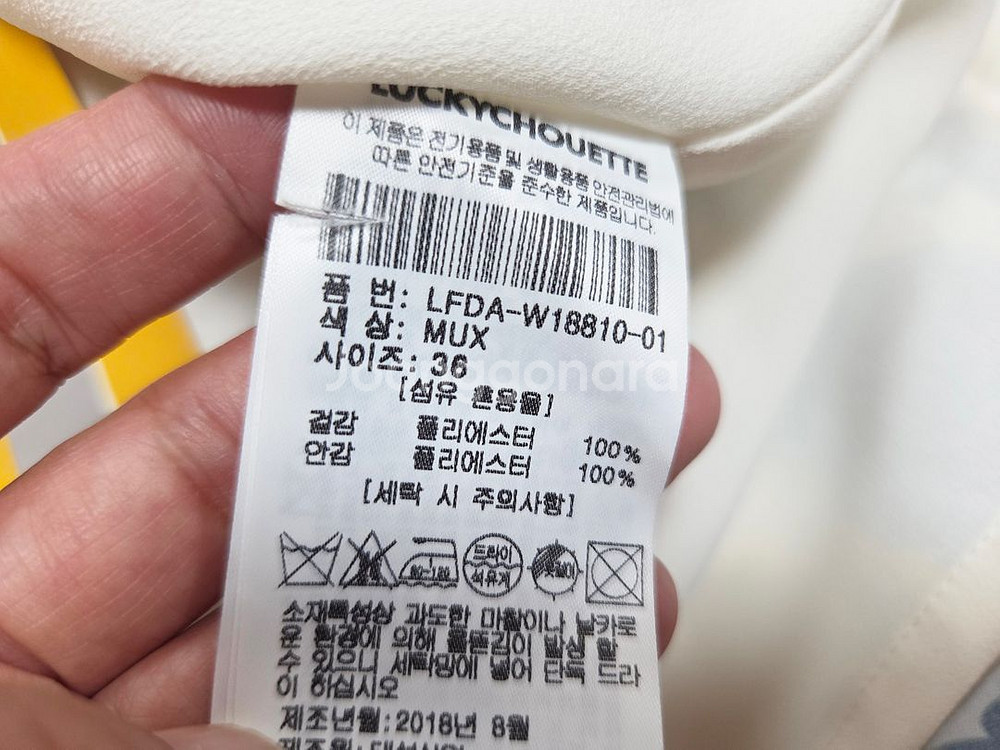 LUCKYCHOUETTE
이 제품은 전기용품 및 생활용품 안전관리법에
따른 안전기준을 준수한 제품입니다.
품 번: LFDA-W18810-01
색 상: MUX
사이즈: 36
[섬유 혼용율]
겉감 폴리에스터 100%
안감 폴리에스터 100%
[세탁 시 주의사항]
80~120
드라이
석유계
옷걸이
소재특성상 과도한 마찰이나 날카로
운 환경에 의해 올뜯김이 발생 할
수 있으니 세탁망에 넣어 단독 드라
이 하십시오
제조년월:2018년 8월